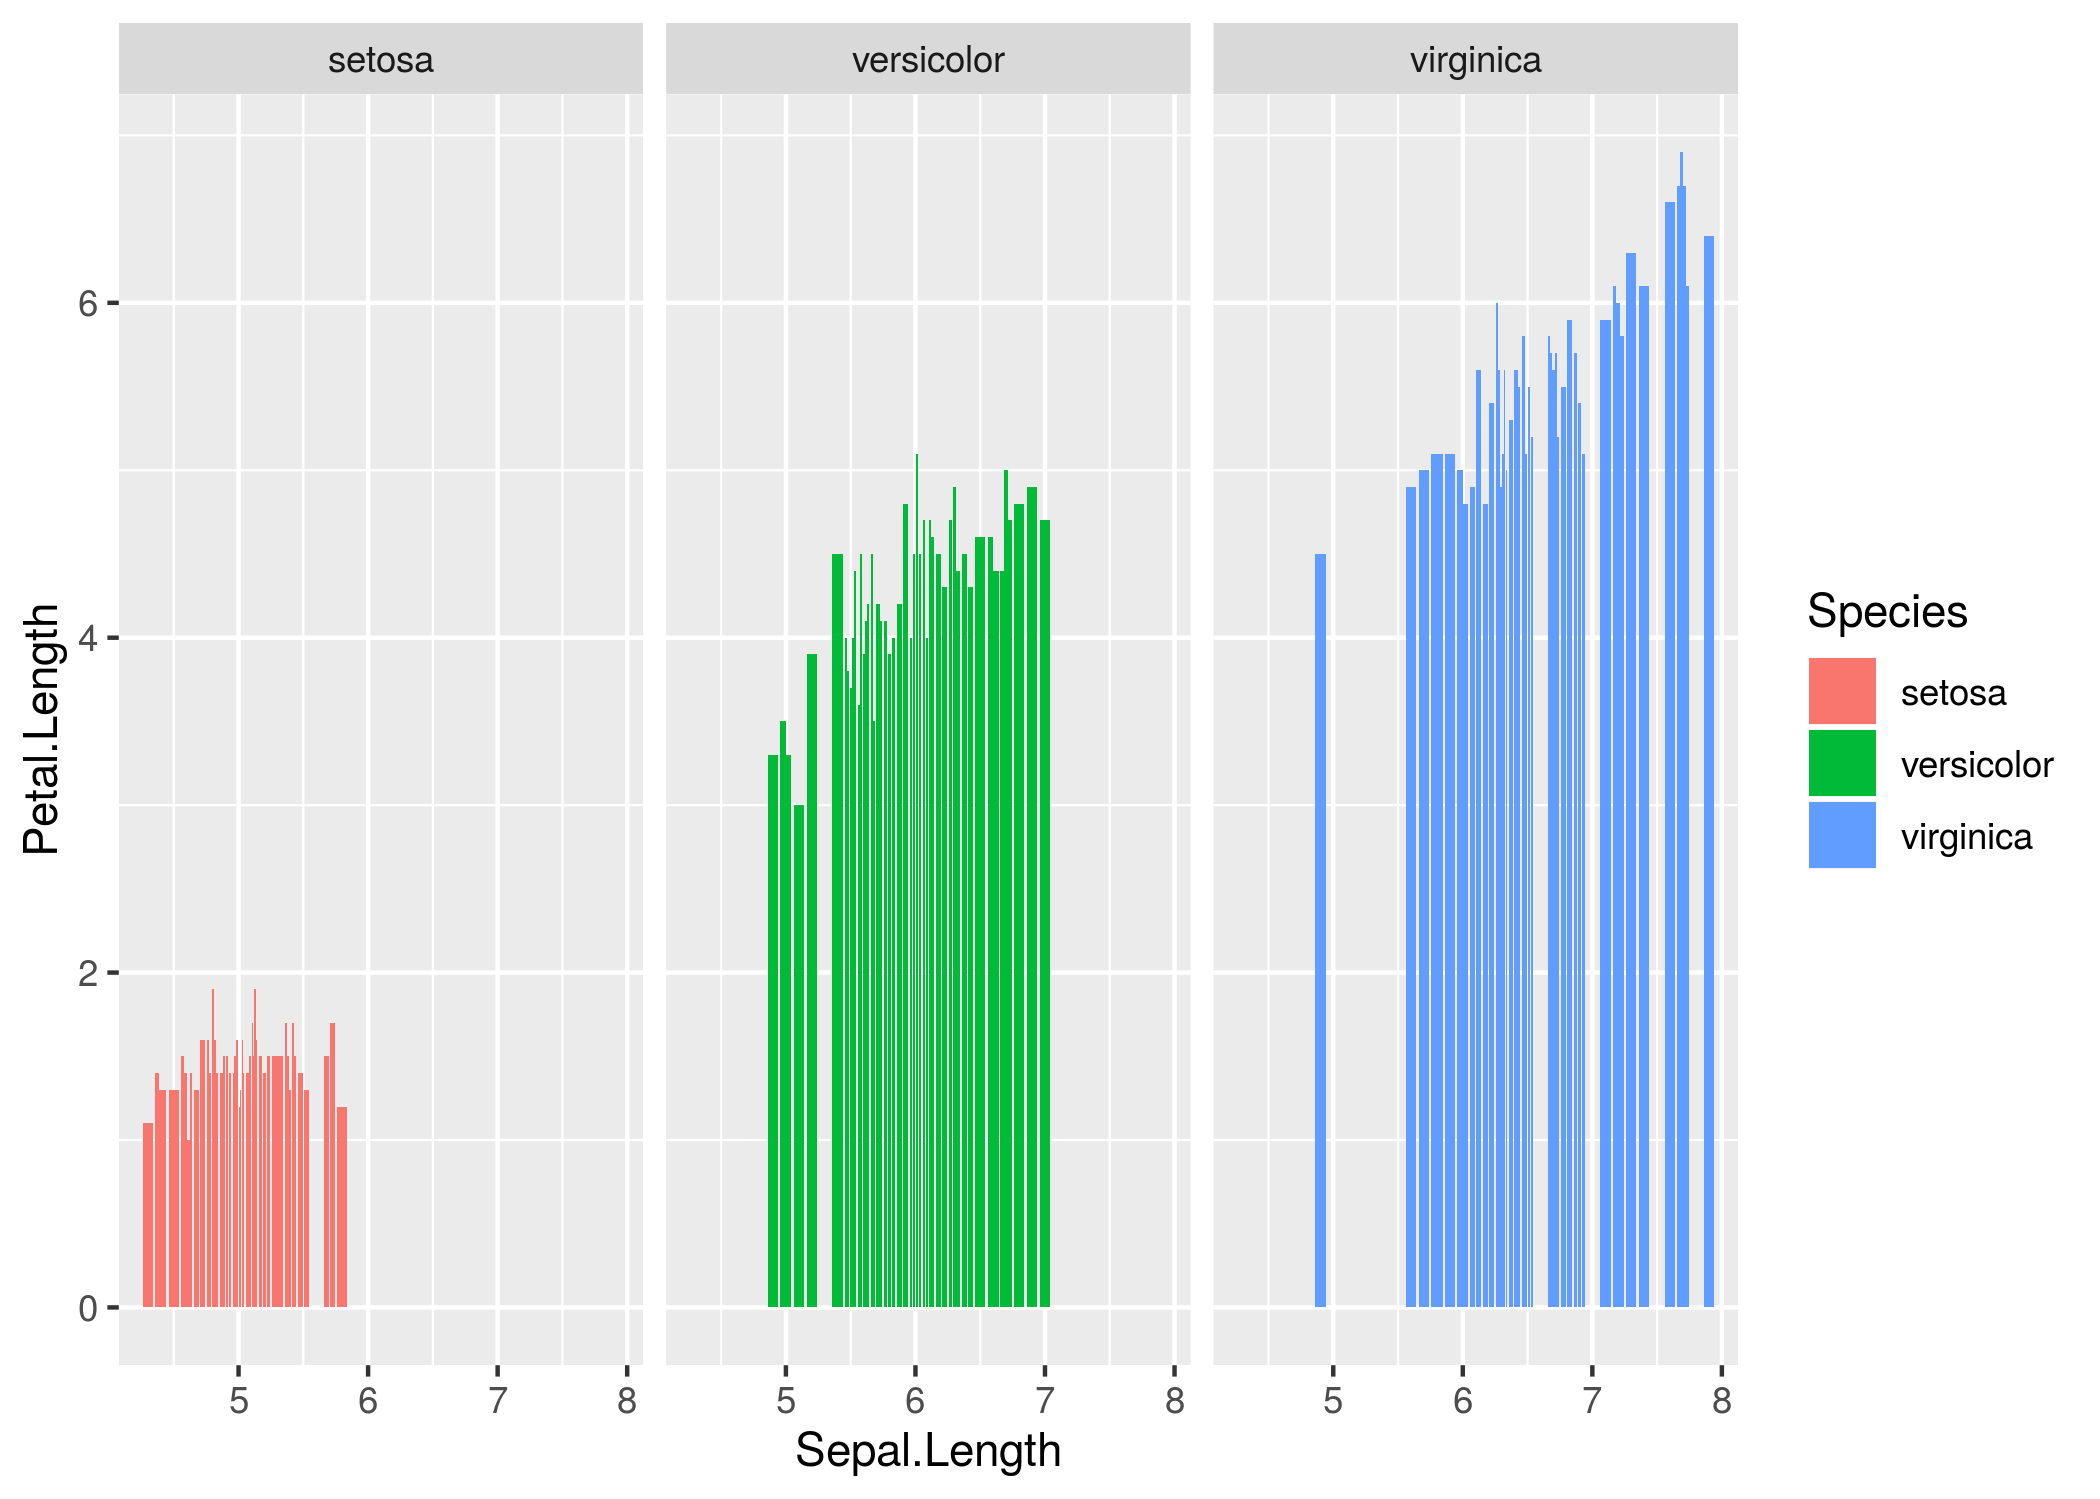 setosa
versicolor
virginica
6
4
2
0
Petal.Length
5 6 7 8
5 6 7 8
5 6 7 8
Sepal.Length
Species
setosa
versicolor
virginica